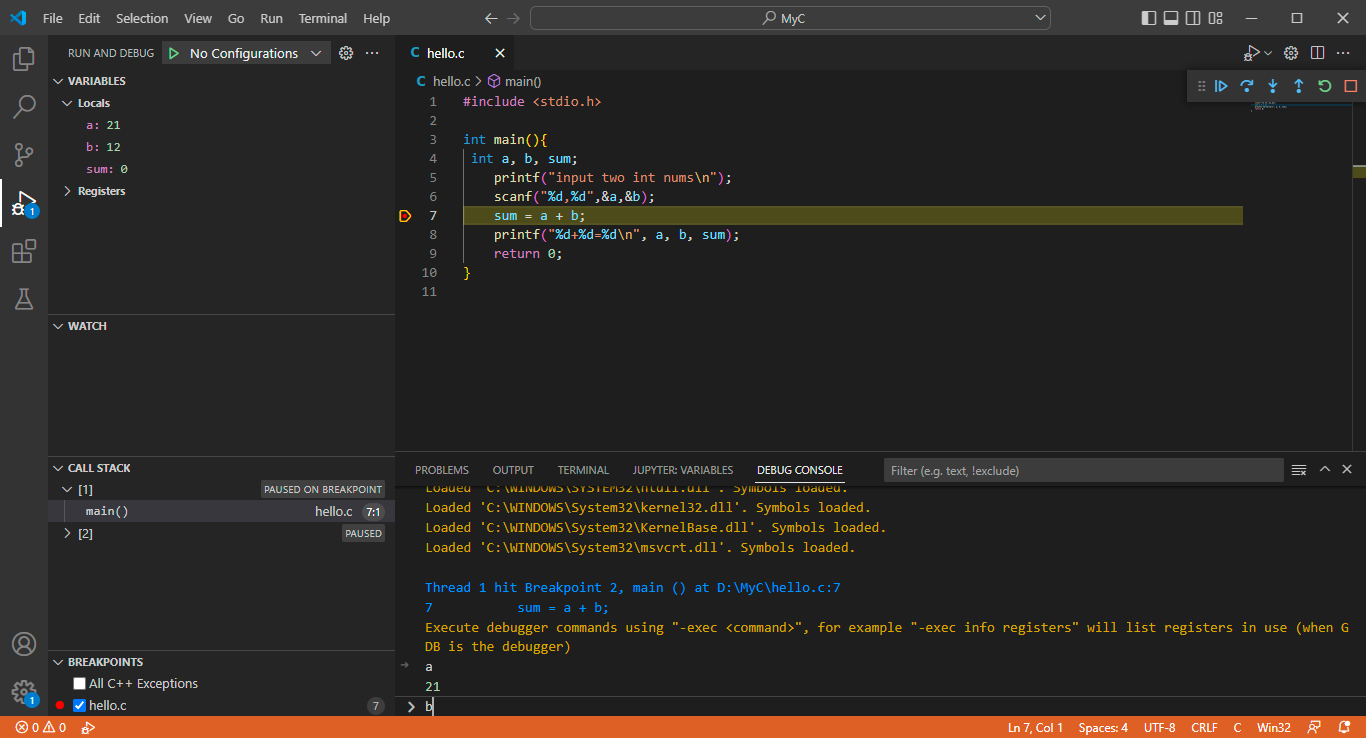 File Edit Selection View Go Run Terminal Help MyC
RUN AND DEBUG No Configurations
VARIABLES
Locals
a: 21
b: 12
sum: 0
Registers
WATCH
CALL STACK
[1] PAUSED ON BREAKPOINT
main() hello.c 7:1
[2] PAUSED
BREAKPOINTS
All C++ Exceptions
hello.c 7
C hello.c
C hello.c > main()
1 #include <stdio.h>
2
3 int main(){
4 int a, b, sum;
5 printf("input two int nums\n");
6 scanf("%d,%d",&a,&b);
7 sum = a + b;
8 printf("%d+%d=%d\n", a, b, sum);
9 return 0;
10 }
11
PROBLEMS OUTPUT TERMINAL JUPYTER: VARIABLES DEBUG CONSOLE Filter (e.g. text, !exclude)
Loaded 'C:\WINDOWS\SYSTEM32\ntdll.dll'. Symbols loaded.
Loaded 'C:\WINDOWS\System32\kernel32.dll'. Symbols loaded.
Loaded 'C:\WINDOWS\System32\KernelBase.dll'. Symbols loaded.
Loaded 'C:\WINDOWS\System32\msvcrt.dll'. Symbols loaded.
Thread 1 hit Breakpoint 2, main () at D:\MyC\hello.c:7
7 sum = a + b;
Execute debugger commands using "-exec <command>", for example "-exec info registers" will list registers in use (when G
DB is the debugger)
a
21
b
1
1
0 0 Ln 7, Col 1 Spaces: 4 UTF-8 CRLF C Win32